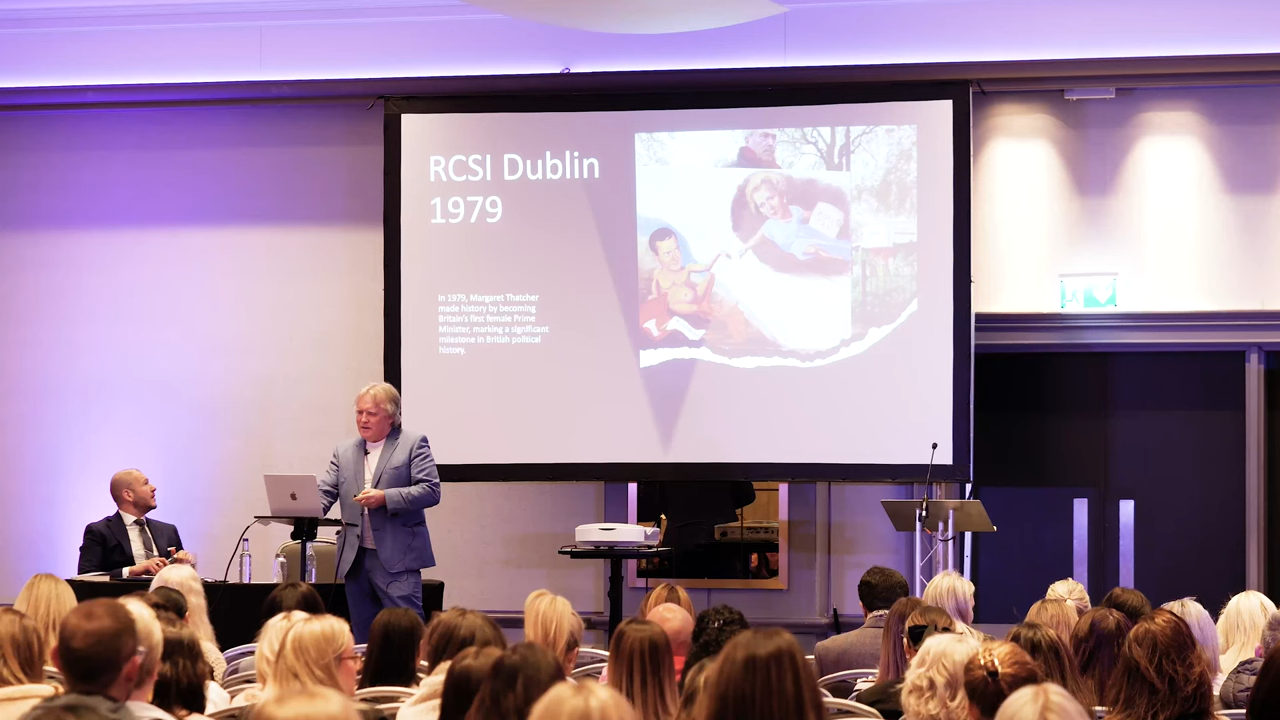 RCSI Dublin
1979
In 1979, Margaret Thatcher
made history by becoming
Britain's first female Prime
Minister, marking a significant
milestone in British political
history.